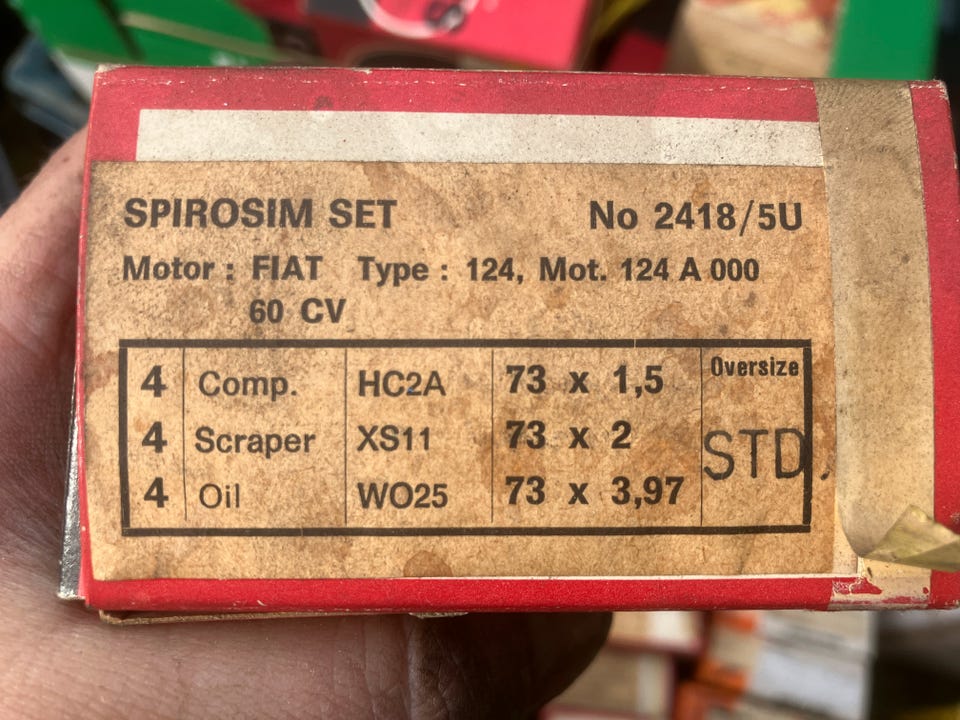 SPIROSIM SET No 2418/5U
Motor : FIAT Type : 124, Mot. 124 A 000
60 CV
Oversize
4 Comp. HC2A 73 x 1,5
4 Scraper XS11 73 x 2
STD.
4 Oil WO25 73 x 3,97